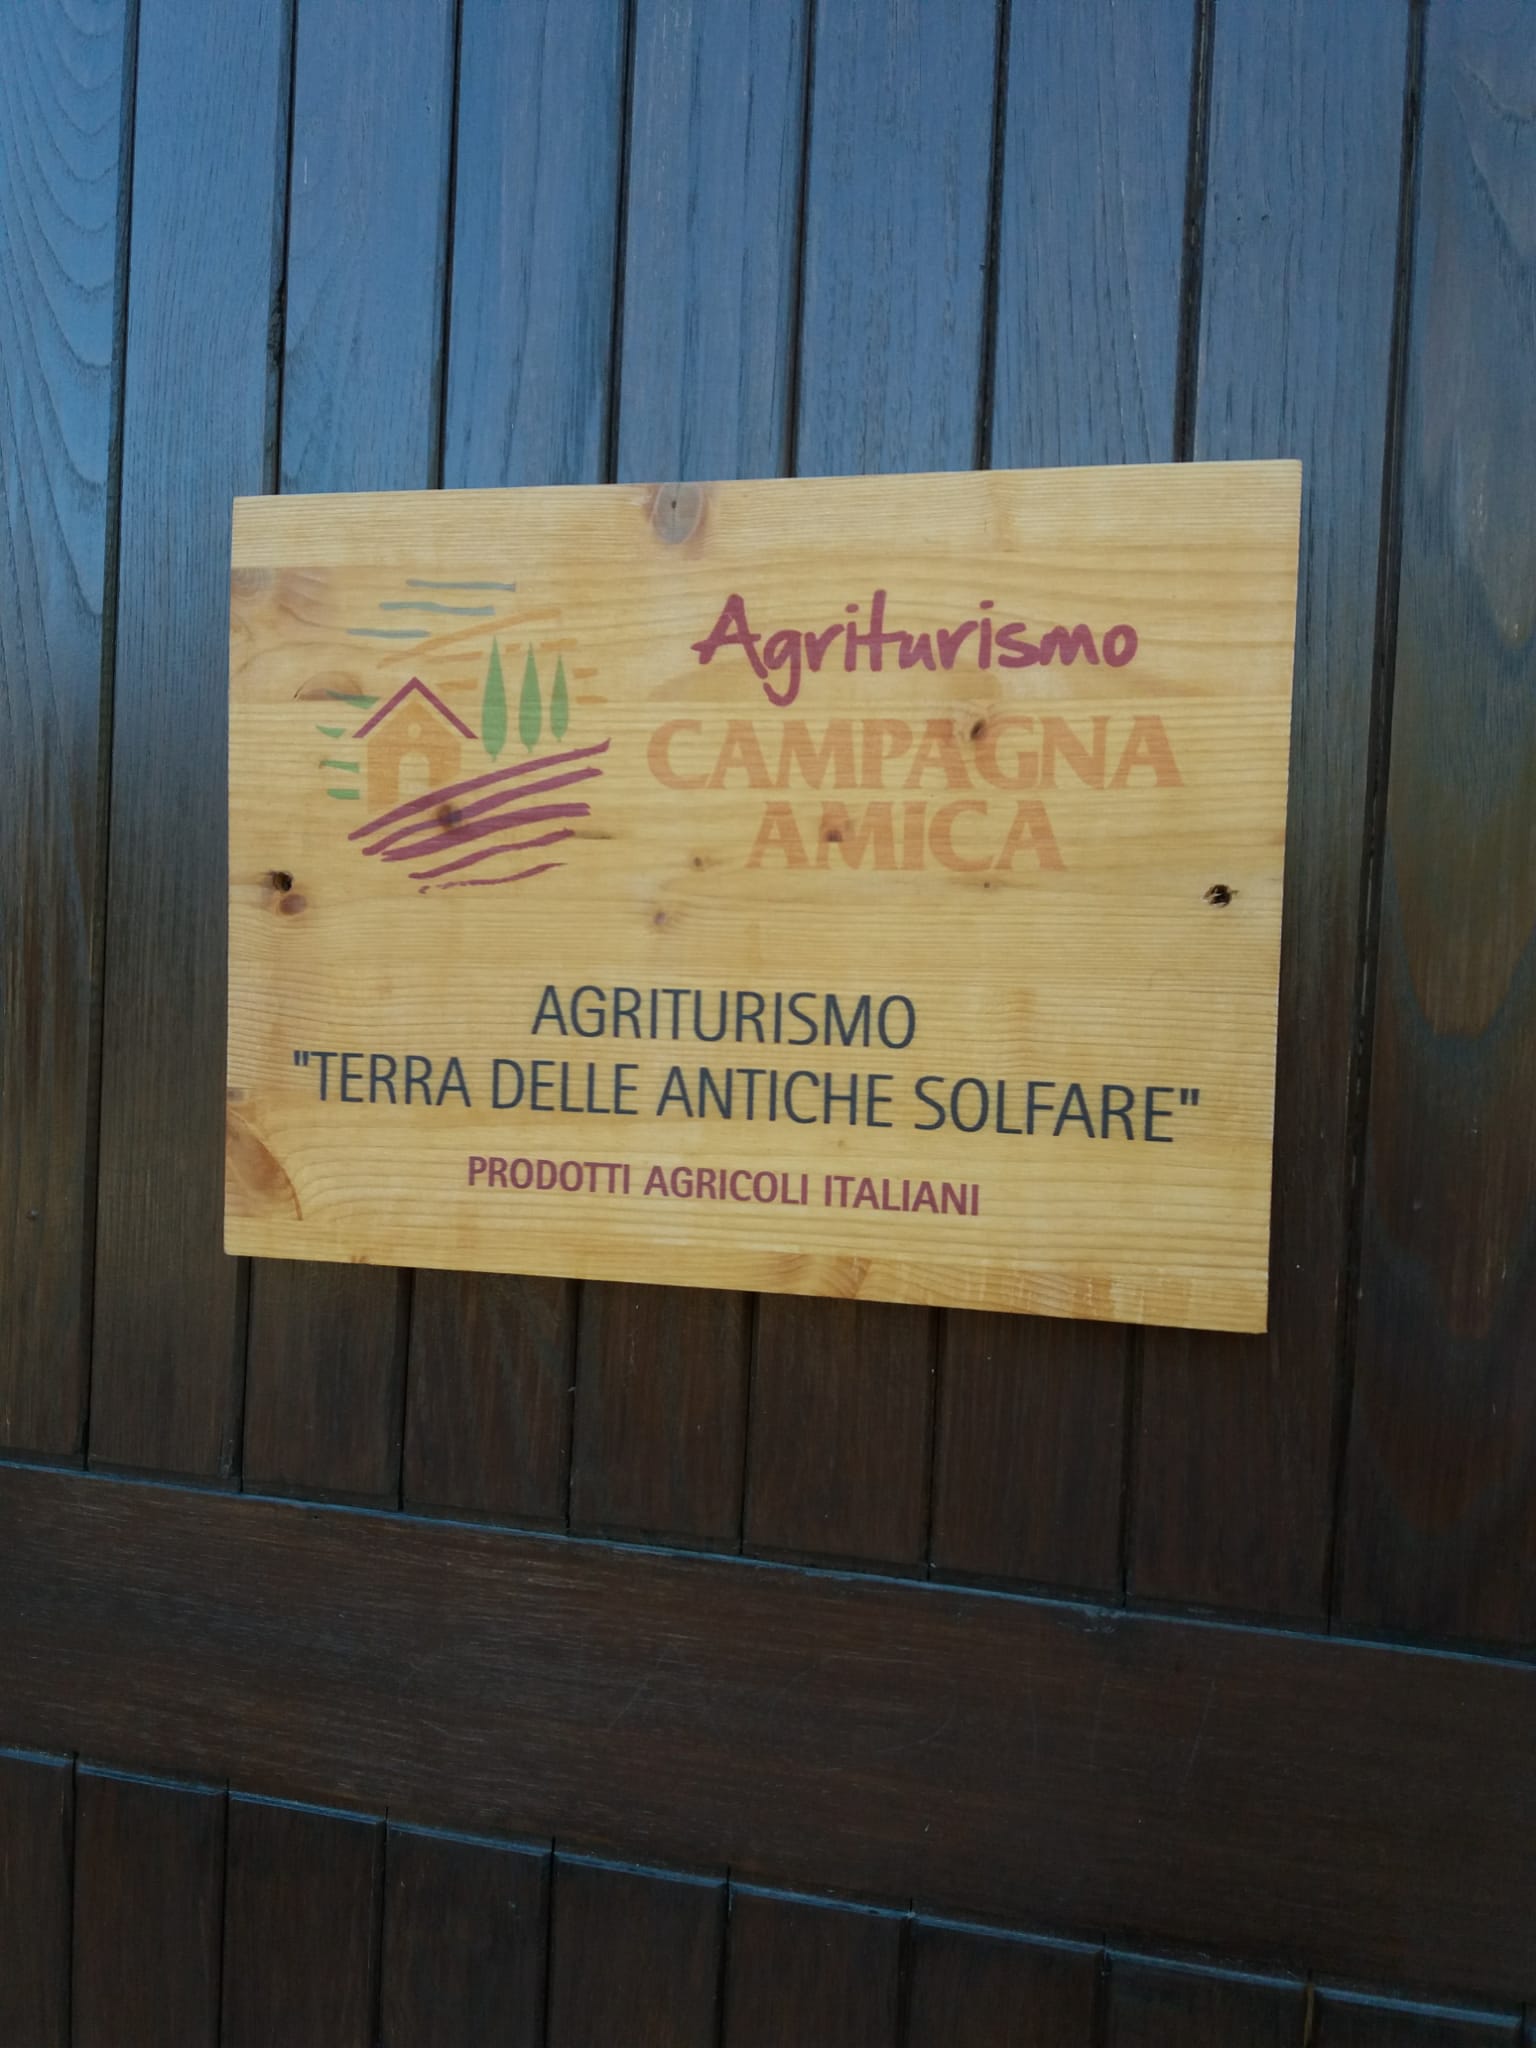 Agriturismo
CAMPAGNA
AMICA
AGRITURISMO
"TERRA DELLE ANTICHE SOLFARE"
PRODOTTI AGRICOLI ITALIANI